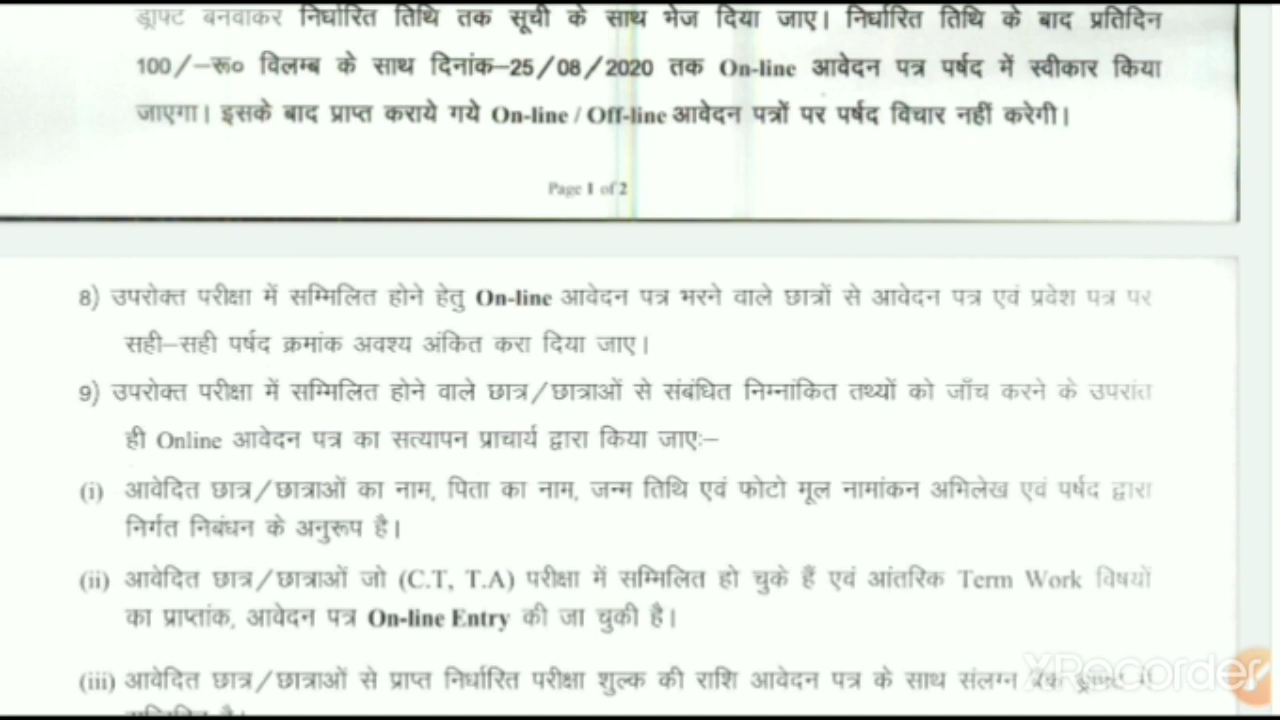 ड्राफ्ट बनवाकर निर्धारित तिथि तक सूची के साथ भेज दिया जाए। निर्धारित तिथि के बाद प्रतिदिन
100/–रू० विलम्ब के साथ दिनांक–25/08/2020 तक On-line आवेदन पत्र पर्षद में स्वीकार किया
जाएगा। इसके बाद प्राप्त कराये गये On-line / Off-line आवेदन पत्रों पर पर्षद विचार नहीं करेगी।
Page 1 of 2
8) उपरोक्त परीक्षा में सम्मिलित होने हेतु On-line आवेदन पत्र भरने वाले छात्रों से आवेदन पत्र एवं प्रवेश पत्र पर
सही–सही पर्षद क्रमांक अवश्य अंकित करा दिया जाए।
9) उपरोक्त परीक्षा में सम्मिलित होने वाले छात्र/छात्राओं से संबंधित निम्नांकित तथ्यों को जाँच करने के उपरांत
ही Online आवेदन पत्र का सत्यापन प्राचार्य द्वारा किया जाए:–
(i) आवेदित छात्र/छात्राओं का नाम, पिता का नाम, जन्म तिथि एवं फोटो मूल नामांकन अभिलेख एवं पर्षद द्वारा
निर्गत निबंधन के अनुरूप है।
(ii) आवेदित छात्र/छात्राओं जो (C.T, T.A) परीक्षा में सम्मिलित हो चुके हैं एवं आंतरिक Term Work विषयों
का प्राप्तांक, आवेदन पत्र On-line Entry की जा चुकी है।
(iii) आवेदित छात्र/छात्राओं से प्राप्त निर्धारित परीक्षा शुल्क की राशि आवेदन पत्र के साथ संलग्न
XRecorder